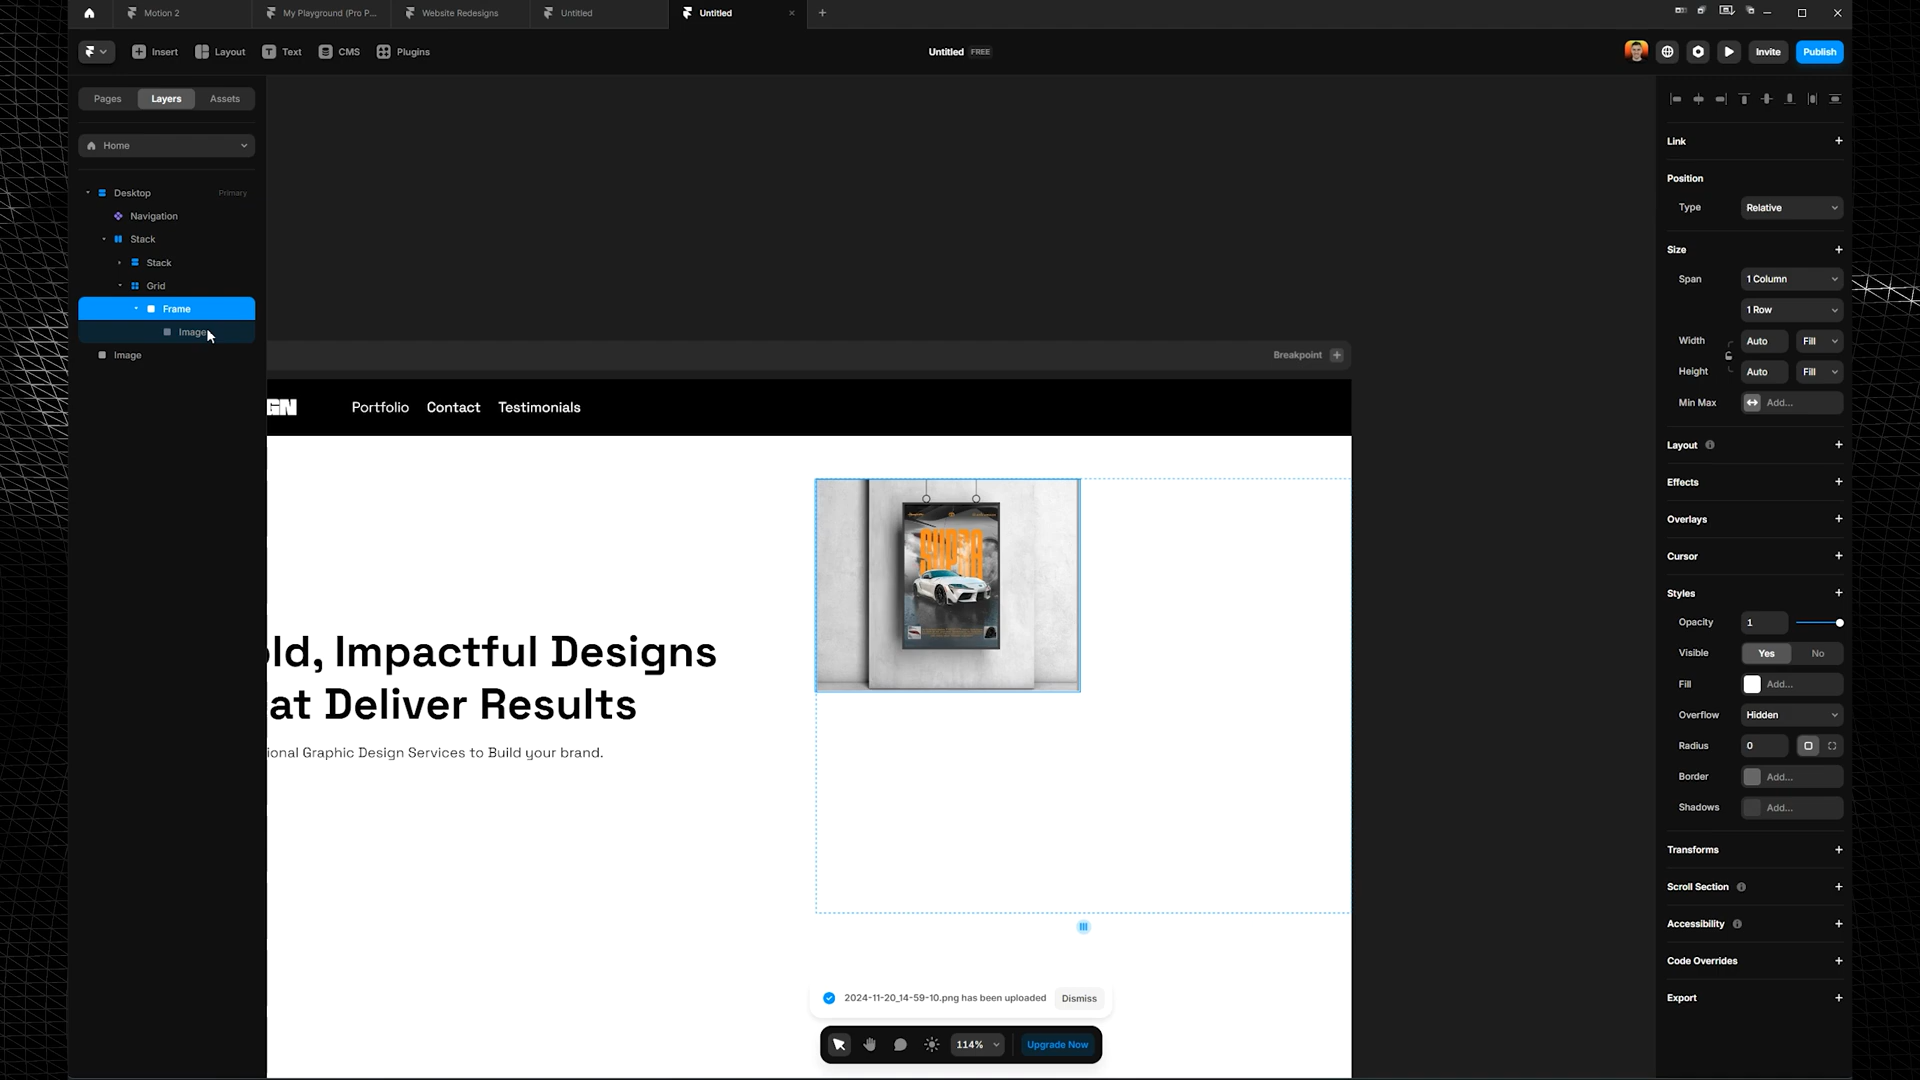 Motion 2
My Playground (Pro P...
Website Redesigns
Untitled
Untitled
Insert
Layout
Text
CMS
Plugins
Untitled FREE
Invite
Publish
Pages
Layers
Assets
Home
Desktop
Primary
Navigation
Stack
Stack
Grid
Frame
Image
Image
Breakpoint
GN
Portfolio
Contact
Testimonials
SUPRA
ld, Impactful Designs
at Deliver Results
ional Graphic Design Services to Build your brand.
2024-11-20_14-59-10.png has been uploaded
Dismiss
114%
Upgrade Now
Link
Position
Type
Relative
Size
Span
1 Column
1 Row
Width
Auto
Fill
Height
Auto
Fill
Min Max
Add...
Layout
Effects
Overlays
Cursor
Styles
Opacity
1
Visible
Yes
No
Fill
Add...
Overflow
Hidden
Radius
0
Border
Add...
Shadows
Add...
Transforms
Scroll Section
Accessibility
Code Overrides
Export